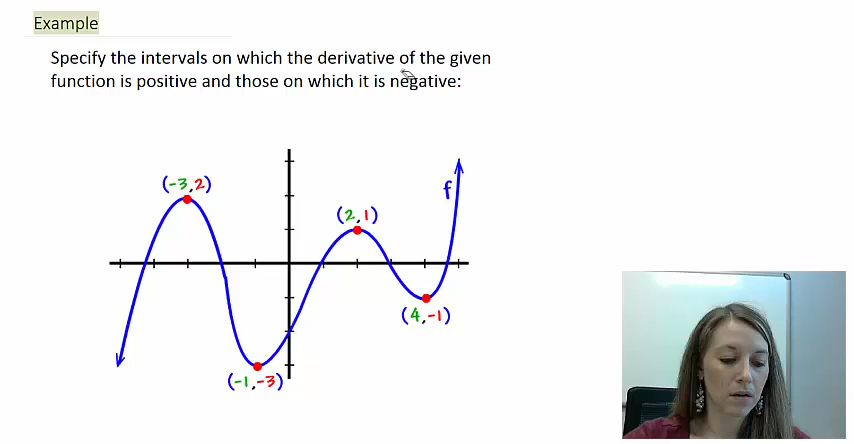 Example
Specify the intervals on which the derivative of the given
function is positive and those on which it is negative:
(-3,2)
f
(2,1)
(4,-1)
(-1,-3)